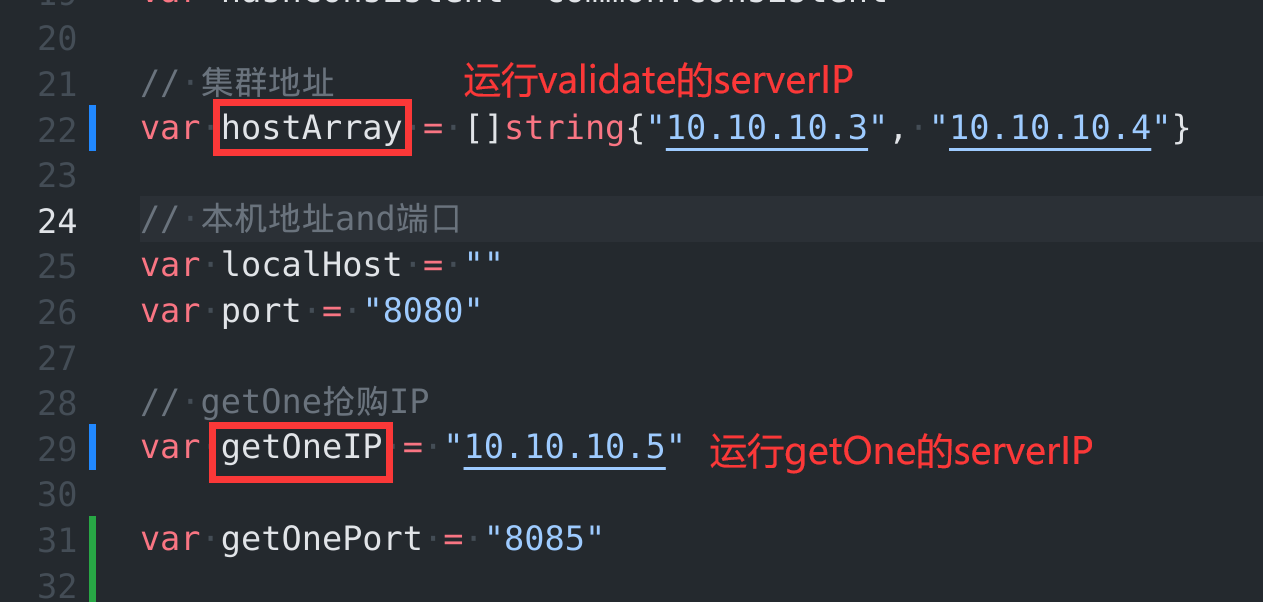 20
21 // 集群地址 运行validate的serverIP
22 var hostArray = []string{"10.10.10.3", "10.10.10.4"}
23
24 // 本机地址and端口
25 var localHost = ""
26 var port = "8080"
27
28 // getOne抢购IP
29 var getOneIP = "10.10.10.5" 运行getOne的serverIP
30
31 var getOnePort = "8085"
32